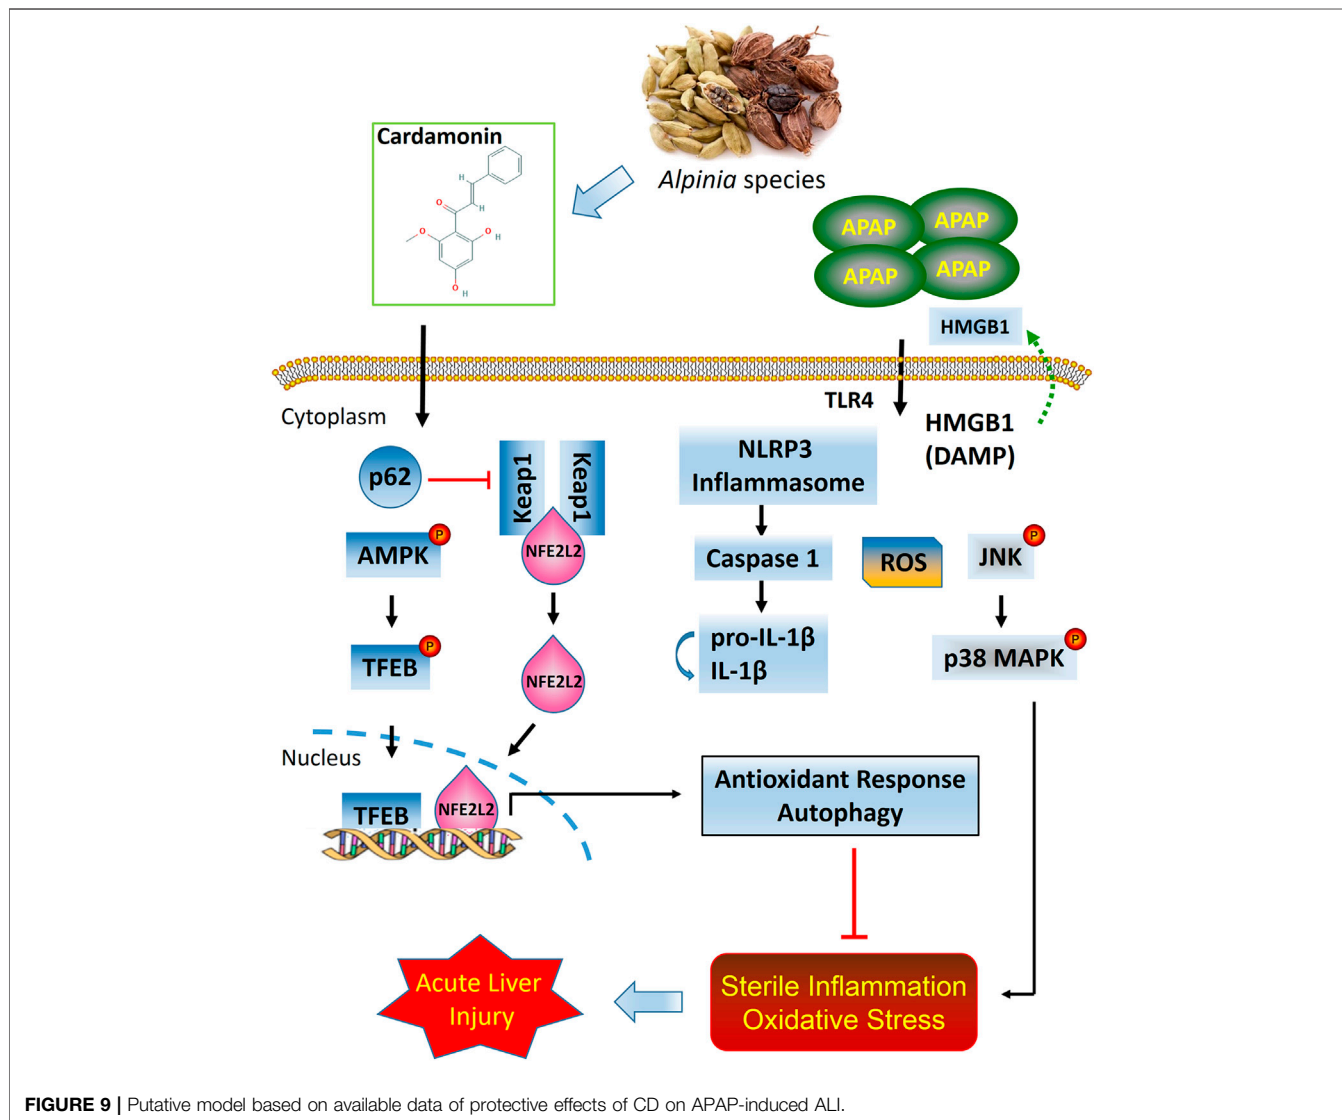 Cardamonin
H
H
O
O
O
H
O
H
Alpinia species
APAP
APAP
APAP
APAP
HMGB1
TLR4
Cytoplasm
HMGB1
(DAMP)
p62
Keap1
Keap1
NFE2L2
NLRP3
Inflammasome
AMPK
P
Caspase 1
ROS
JNK
P
TFEB
P
NFE2L2
pro-IL-1β
IL-1β
p38 MAPK
P
Nucleus
TFEB
NFE2L2
Antioxidant Response
Autophagy
Acute Liver
Injury
Sterile Inflammation
Oxidative Stress
FIGURE 9 | Putative model based on available data of protective effects of CD on APAP-induced ALI.